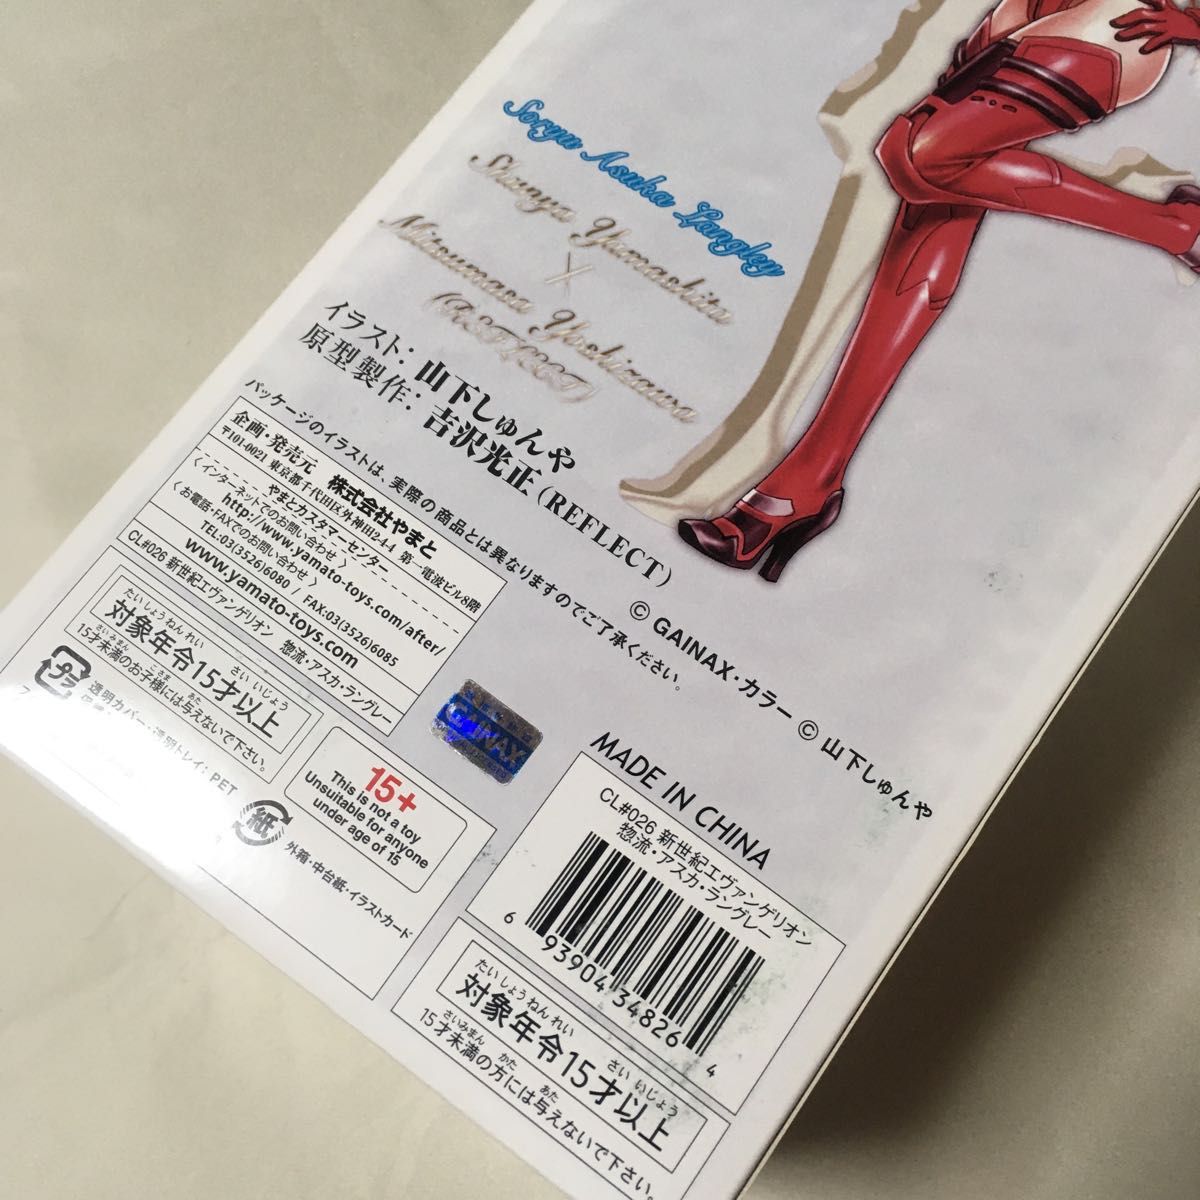 Soryu Asuka Langley
Shunya Yamashita
×
Mitsumasa Yoshizawa
(REFLECT)
イラスト：山下しゅんや
原型製作：吉沢光正（REFLECT）
パッケージのイラストは、実際の商品とは異なりますのでご了承ください。
© GAINAX・カラー © 山下しゅんや
企画・発売元 株式会社やまと
〒101-0021 東京都千代田区外神田2-4-4 第一電波ビル8階
やまとカスタマーセンター
〈インターネットでのお問い合わせ〉
http://www.yamato-toys.com/after/
〈お電話・FAXでのお問い合わせ〉
TEL:03(3526)6080 / FAX:03(3526)6085
www.yamato-toys.com
CL#026 新世紀エヴァンゲリオン 惣流・アスカ・ラングレー
たいしょうねんれい さい いじょう
対象年令15才以上
さいみまん こさま あた
15才未満のお子様には与えないで下さい。
プラ
透明カバー・透明トレイ：PET
紙
外箱・中台紙・イラストカード
15+
This is not a toy
Unsuitable for anyone
under age of 15
GAINAX
MADE IN CHINA
CL#026 新世紀エヴァンゲリオン
惣流・アスカ・ラングレー
6 93904 34826 4
たいしょうねんれい さい いじょう
対象年令15才以上
さいみまん かた あた
15才未満の方には与えないで下さい。